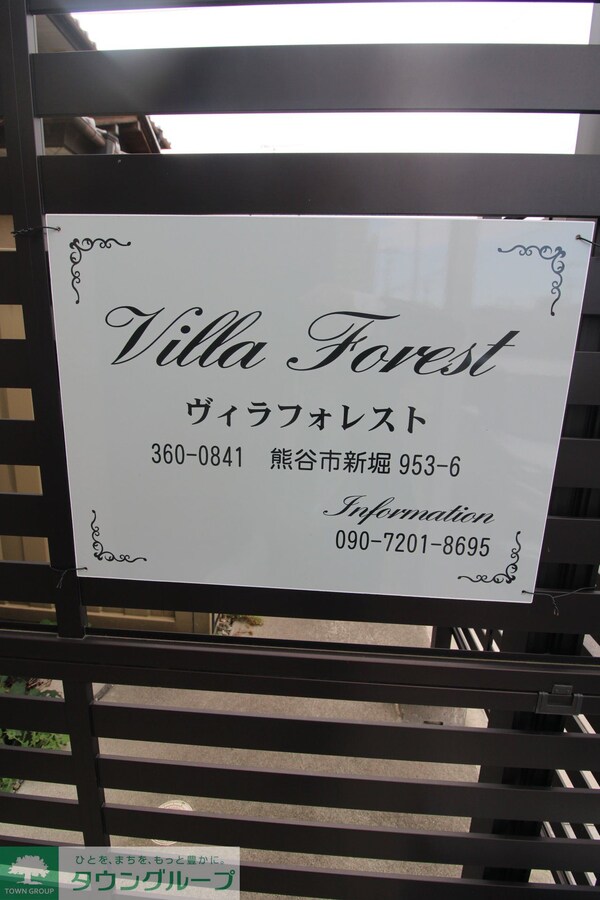 Villa Forest
ヴィラフォレスト
360-0841 熊谷市新堀 953-6
Information
090-7201-8695
ひとを、まちを、もっと豊かに。
タウングループ
TOWN GROUP